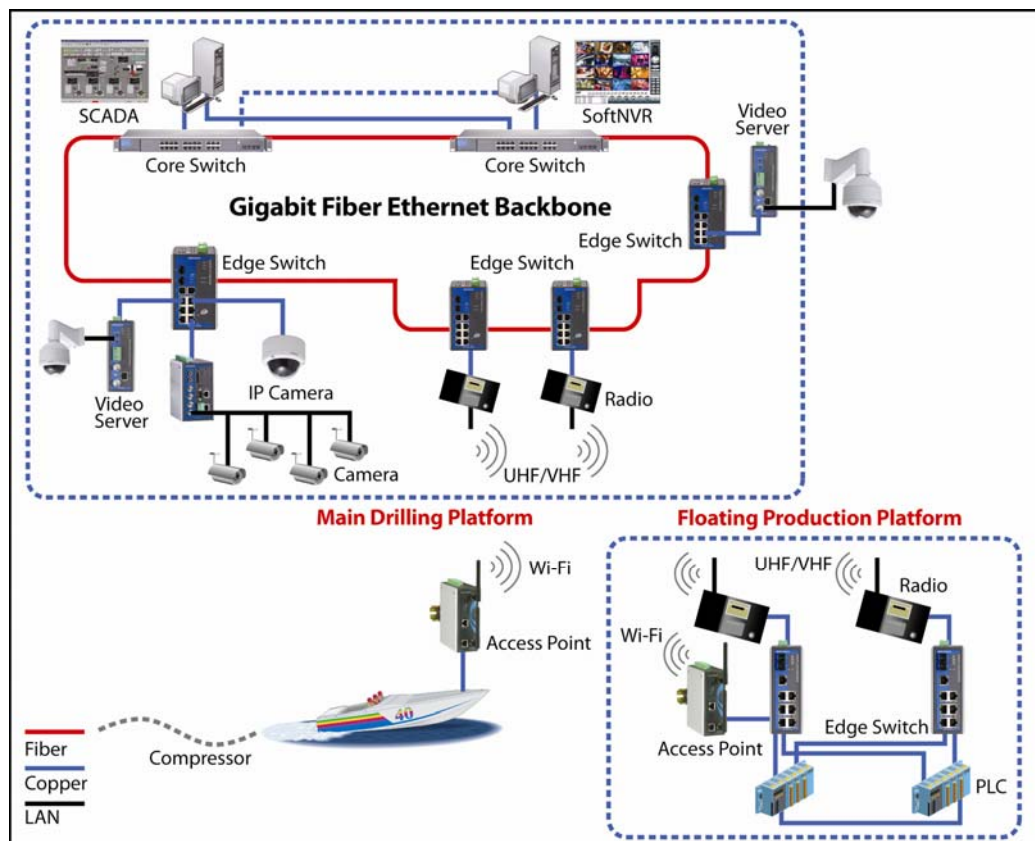 SCADA
SoftNVR
Video
Server
Core Switch
Core Switch
Gigabit Fiber Ethernet Backbone
Edge Switch
Edge Switch
Edge Switch
IP Camera
Video
Server
Radio
Camera
UHF/VHF
Main Drilling Platform
Floating Production Platform
Wi-Fi
UHF/VHF
Radio
Access Point
Wi-Fi
40
Edge Switch
Access Point
Compressor
PLC
Fiber
Copper
LAN